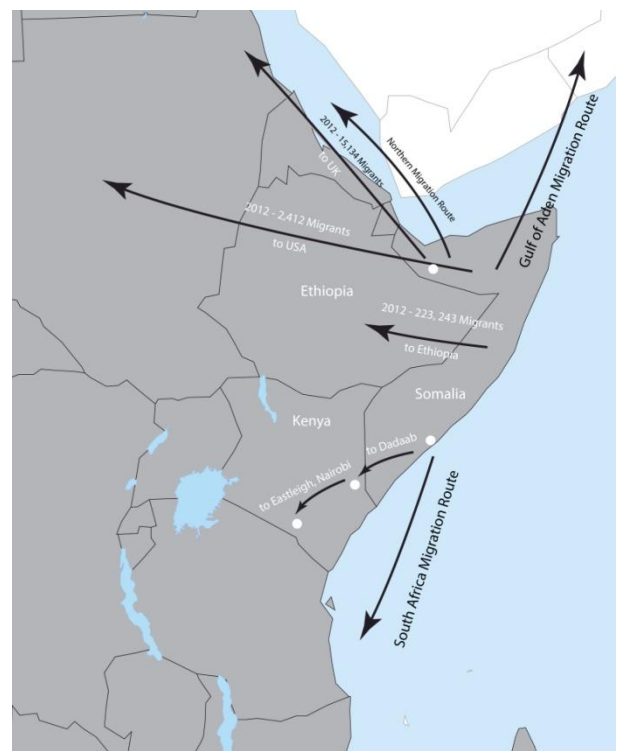 2012 - 15,134 Migrants
to UK
Northern Migration Route
Gulf of Aden Migration Route
2012 - 2,412 Migrants
to USA
Ethiopia
2012 - 223, 243 Migrants
to Ethiopia
Somalia
Kenya
to Dadaab
to Eastleigh, Nairobi
South Africa Migration Route